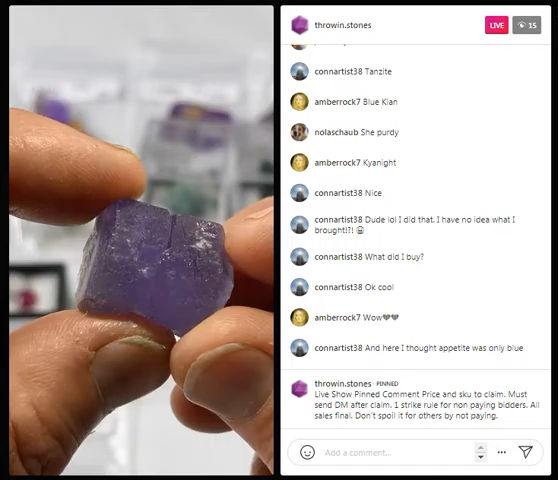 throwin.stones
LIVE
15
connartist38 Tanzite
amberrock7 Blue Kian
nolaschaub She purdy
amberrock7 Kyanight
connartist38 Nice
connartist38 Dude lol I did that. I have no idea what I
brought!?! 😩
connartist38 What did I buy?
connartist38 Ok cool
amberrock7 Wow💜💜
connartist38 And here I thought appetite was only blue
throwin.stones · PINNED
Live Show Pinned Comment Price and sku to claim. Must
send DM after claim. 1 strike rule for non paying bidders. All
sales final. Don't spoil it for others by not paying.
Add a comment...